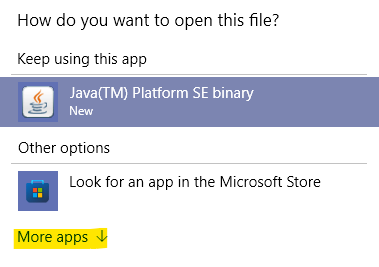 How do you want to open this file?
Keep using this app
Java(TM) Platform SE binary
New
Other options
Look for an app in the Microsoft Store
More apps ↓